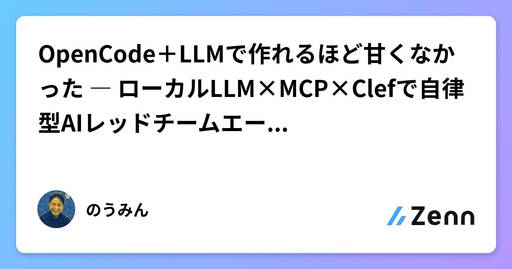 OpenCode＋LLMで作れるほど甘くなか
った ― ローカルLLM×MCP×Clefで自律
型AIレッドチームエー...
のうみん
Zenn